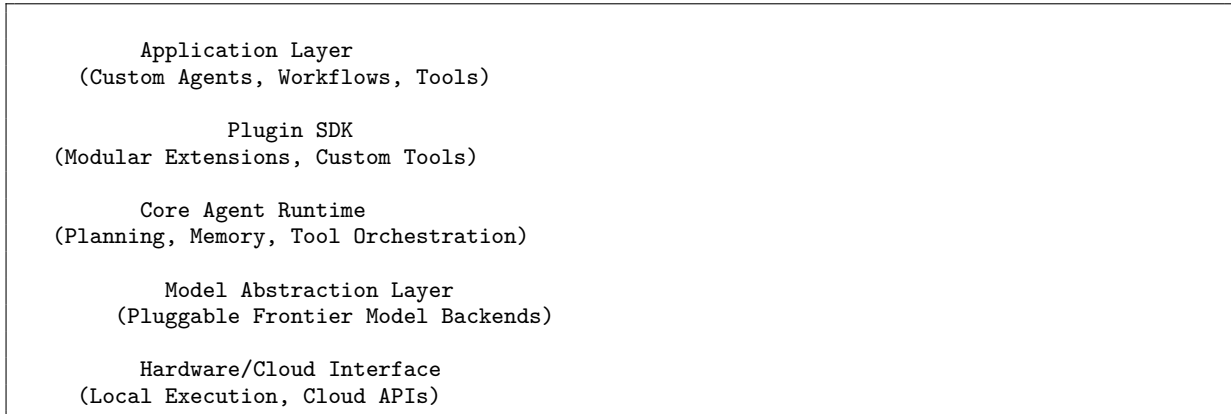 Application Layer
(Custom Agents, Workflows, Tools)
Plugin SDK
(Modular Extensions, Custom Tools)
Core Agent Runtime
(Planning, Memory, Tool Orchestration)
Model Abstraction Layer
(Pluggable Frontier Model Backends)
Hardware/Cloud Interface
(Local Execution, Cloud APIs)